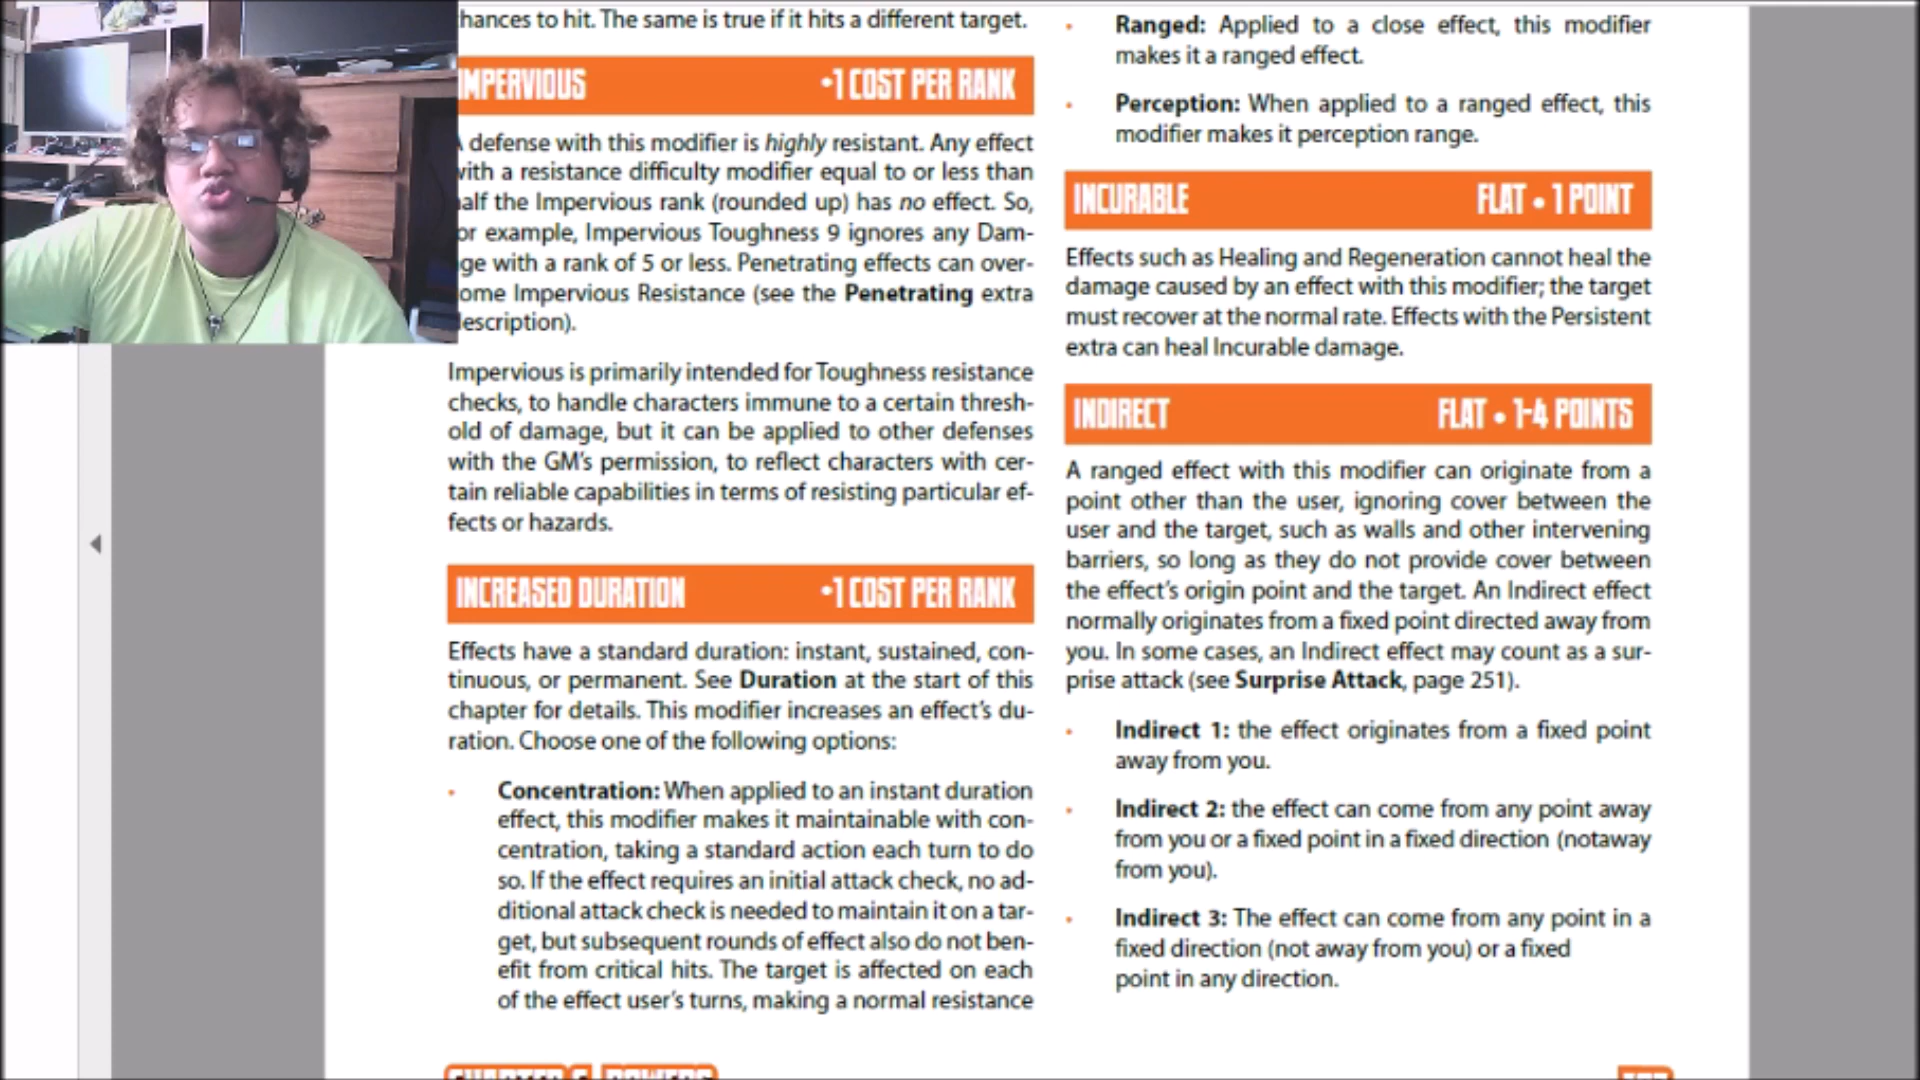 chances to hit. The same is true if it hits a different target.
IMPERVIOUS •1 COST PER RANK
A defense with this modifier is highly resistant. Any effect
with a resistance difficulty modifier equal to or less than
half the Impervious rank (rounded up) has no effect. So,
for example, Impervious Toughness 9 ignores any Dam-
age with a rank of 5 or less. Penetrating effects can over-
come Impervious Resistance (see the Penetrating extra
description).
Impervious is primarily intended for Toughness resistance
checks, to handle characters immune to a certain thresh-
old of damage, but it can be applied to other defenses
with the GM's permission, to reflect characters with cer-
tain reliable capabilities in terms of resisting particular ef-
fects or hazards.
INCREASED DURATION •1 COST PER RANK
Effects have a standard duration: instant, sustained, con-
tinuous, or permanent. See Duration at the start of this
chapter for details. This modifier increases an effect's du-
ration. Choose one of the following options:
• Concentration: When applied to an instant duration
effect, this modifier makes it maintainable with con-
centration, taking a standard action each turn to do
so. If the effect requires an initial attack check, no ad-
ditional attack check is needed to maintain it on a tar-
get, but subsequent rounds of effect also do not ben-
efit from critical hits. The target is affected on each
of the effect user's turns, making a normal resistance
• Ranged: Applied to a close effect, this modifier
makes it a ranged effect.
• Perception: When applied to a ranged effect, this
modifier makes it perception range.
INCURABLE FLAT • 1 POINT
Effects such as Healing and Regeneration cannot heal the
damage caused by an effect with this modifier; the target
must recover at the normal rate. Effects with the Persistent
extra can heal Incurable damage.
INDIRECT FLAT • 1-4 POINTS
A ranged effect with this modifier can originate from a
point other than the user, ignoring cover between the
user and the target, such as walls and other intervening
barriers, so long as they do not provide cover between
the effect's origin point and the target. An Indirect effect
normally originates from a fixed point directed away from
you. In some cases, an Indirect effect may count as a sur-
prise attack (see Surprise Attack, page 251).
• Indirect 1: the effect originates from a fixed point
away from you.
• Indirect 2: the effect can come from any point away
from you or a fixed point in a fixed direction (notaway
from you).
• Indirect 3: The effect can come from any point in a
fixed direction (not away from you) or a fixed
point in any direction.